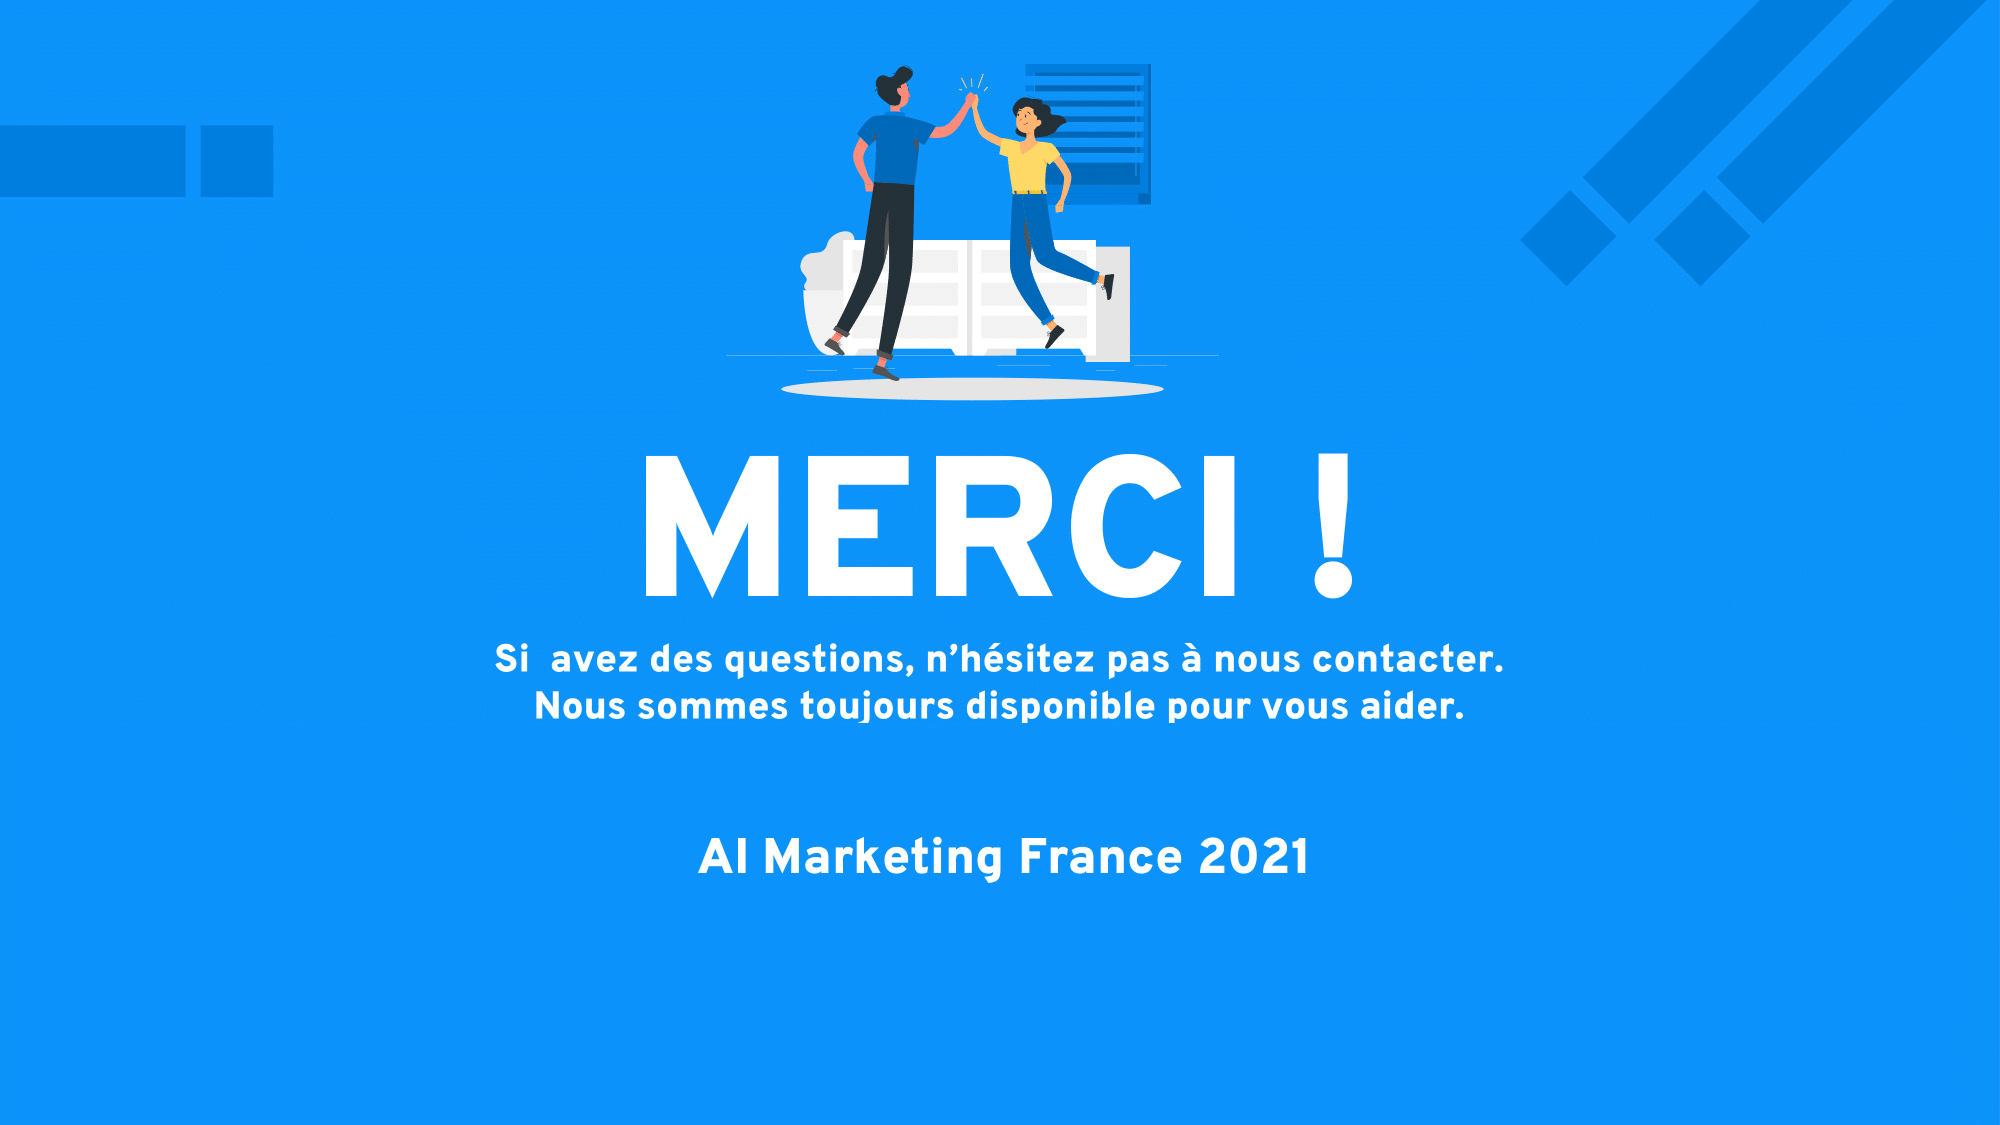 MERCI !
Si  avez des questions, n’hésitez pas à nous contacter.
Nous sommes toujours disponible pour vous aider.
AI Marketing France 2021